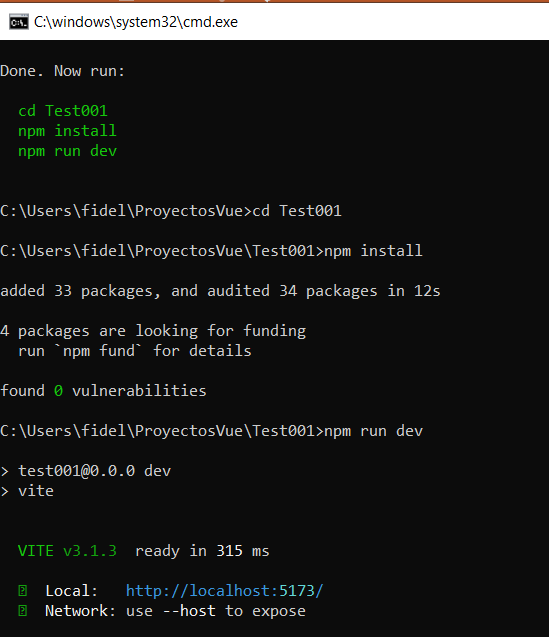 C:\windows\system32\cmd.exe
Done. Now run:
cd Test001
npm install
npm run dev
C:\Users\fidel\ProyectosVue>cd Test001
C:\Users\fidel\ProyectosVue\Test001>npm install
added 33 packages, and audited 34 packages in 12s
4 packages are looking for funding
run `npm fund` for details
found 0 vulnerabilities
C:\Users\fidel\ProyectosVue\Test001>npm run dev
> test001@0.0.0 dev
> vite
VITE v3.1.3  ready in 315 ms
⍰  Local:   http://localhost:5173/
⍰  Network: use --host to expose